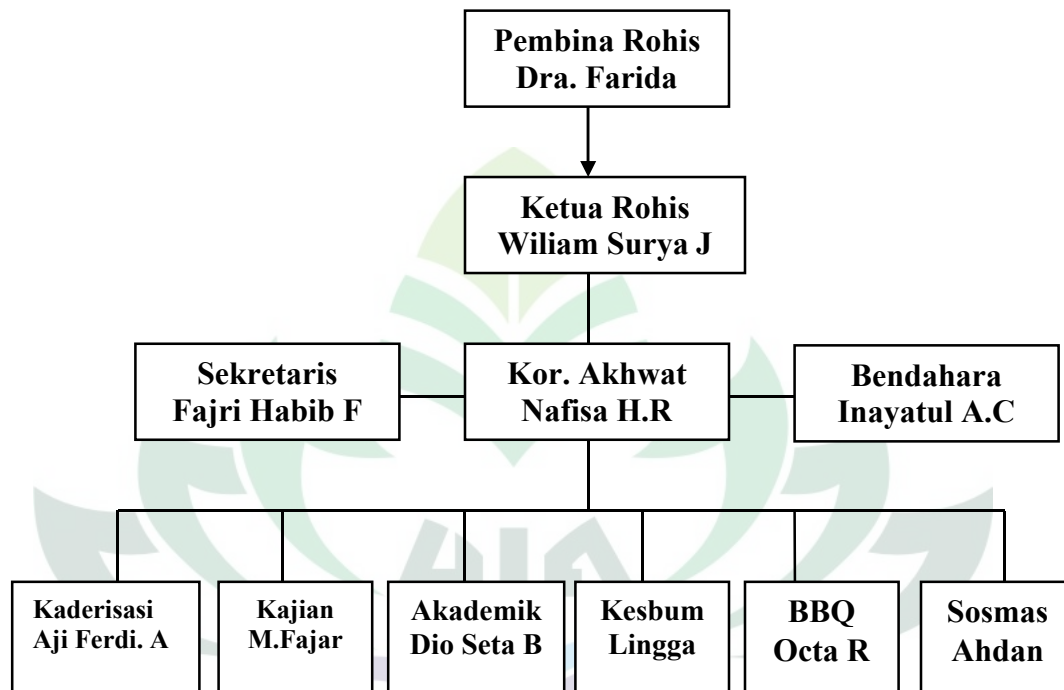 Pembina Rohis
Dra. Farida
Ketua Rohis
Wiliam Surya J
Sekretaris
Fajri Habib F
Kor. Akhwat
Nafisa H.R
Bendahara
Inayatul A.C
Kaderisasi
Aji Ferdi. A
Kajian
M.Fajar
Akademik
Dio Seta B
Kesbum
Lingga
BBQ
Octa R
Sosmas
Ahdan